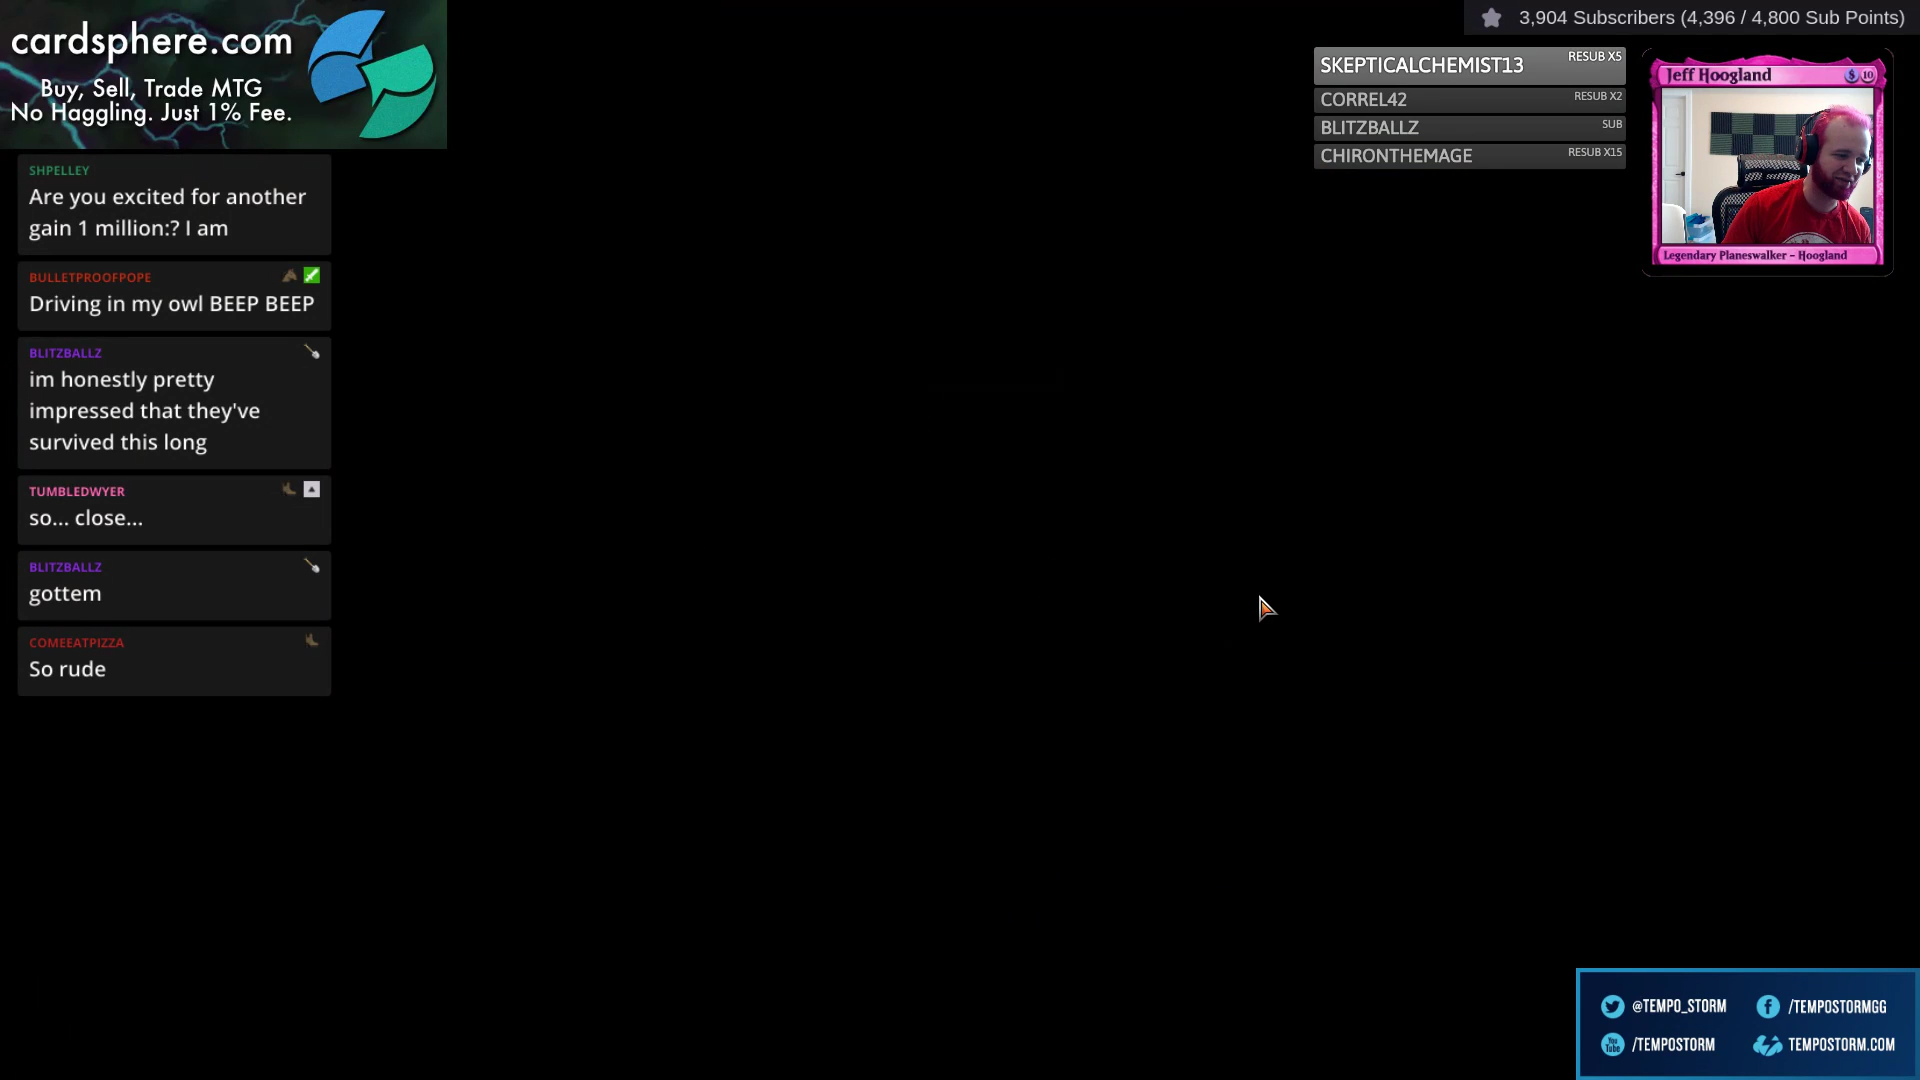 cardsphere.com
Buy, Sell, Trade MTG
No Haggling. Just 1% Fee.
SHPELLEY
Are you excited for another
gain 1 million:? I am
BULLETPROOFPOPE
Driving in my owl BEEP BEEP
BLITZBALLZ
im honestly pretty
impressed that they've
survived this long
TUMBLEDWYER
so... close...
BLITZBALLZ
gottem
COMEEATPIZZA
So rude
3,904 Subscribers (4,396 / 4,800 Sub Points)
SKEPTICALCHEMIST13 RESUB X5
CORREL42 RESUB X2
BLITZBALLZ SUB
CHIRONTHEMAGE RESUB X15
Jeff Hoogland $ 10
Legendary Planeswalker – Hoogland
@TEMPO_STORM /TEMPOSTORMGG
You Tube /TEMPOSTORM TEMPOSTORM.COM